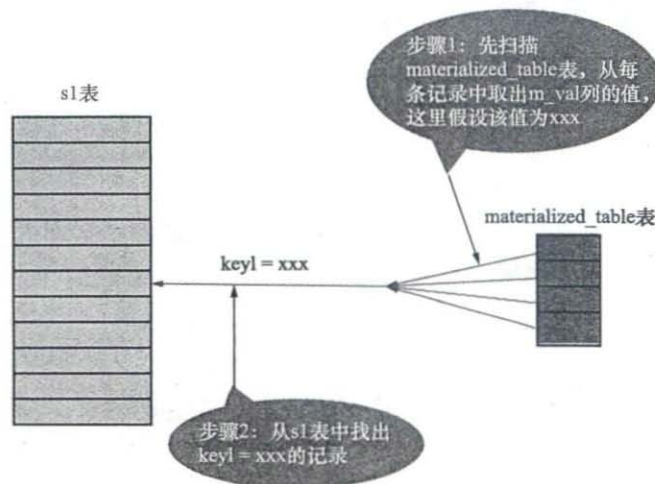 步骤1：先扫描
materialized_table表，从每
条记录中取出m_val列的值，
这里假设该值为xxx
s1表
materialized_table表
key1 = xxx
步骤2：从s1表中找出
key1 = xxx的记录